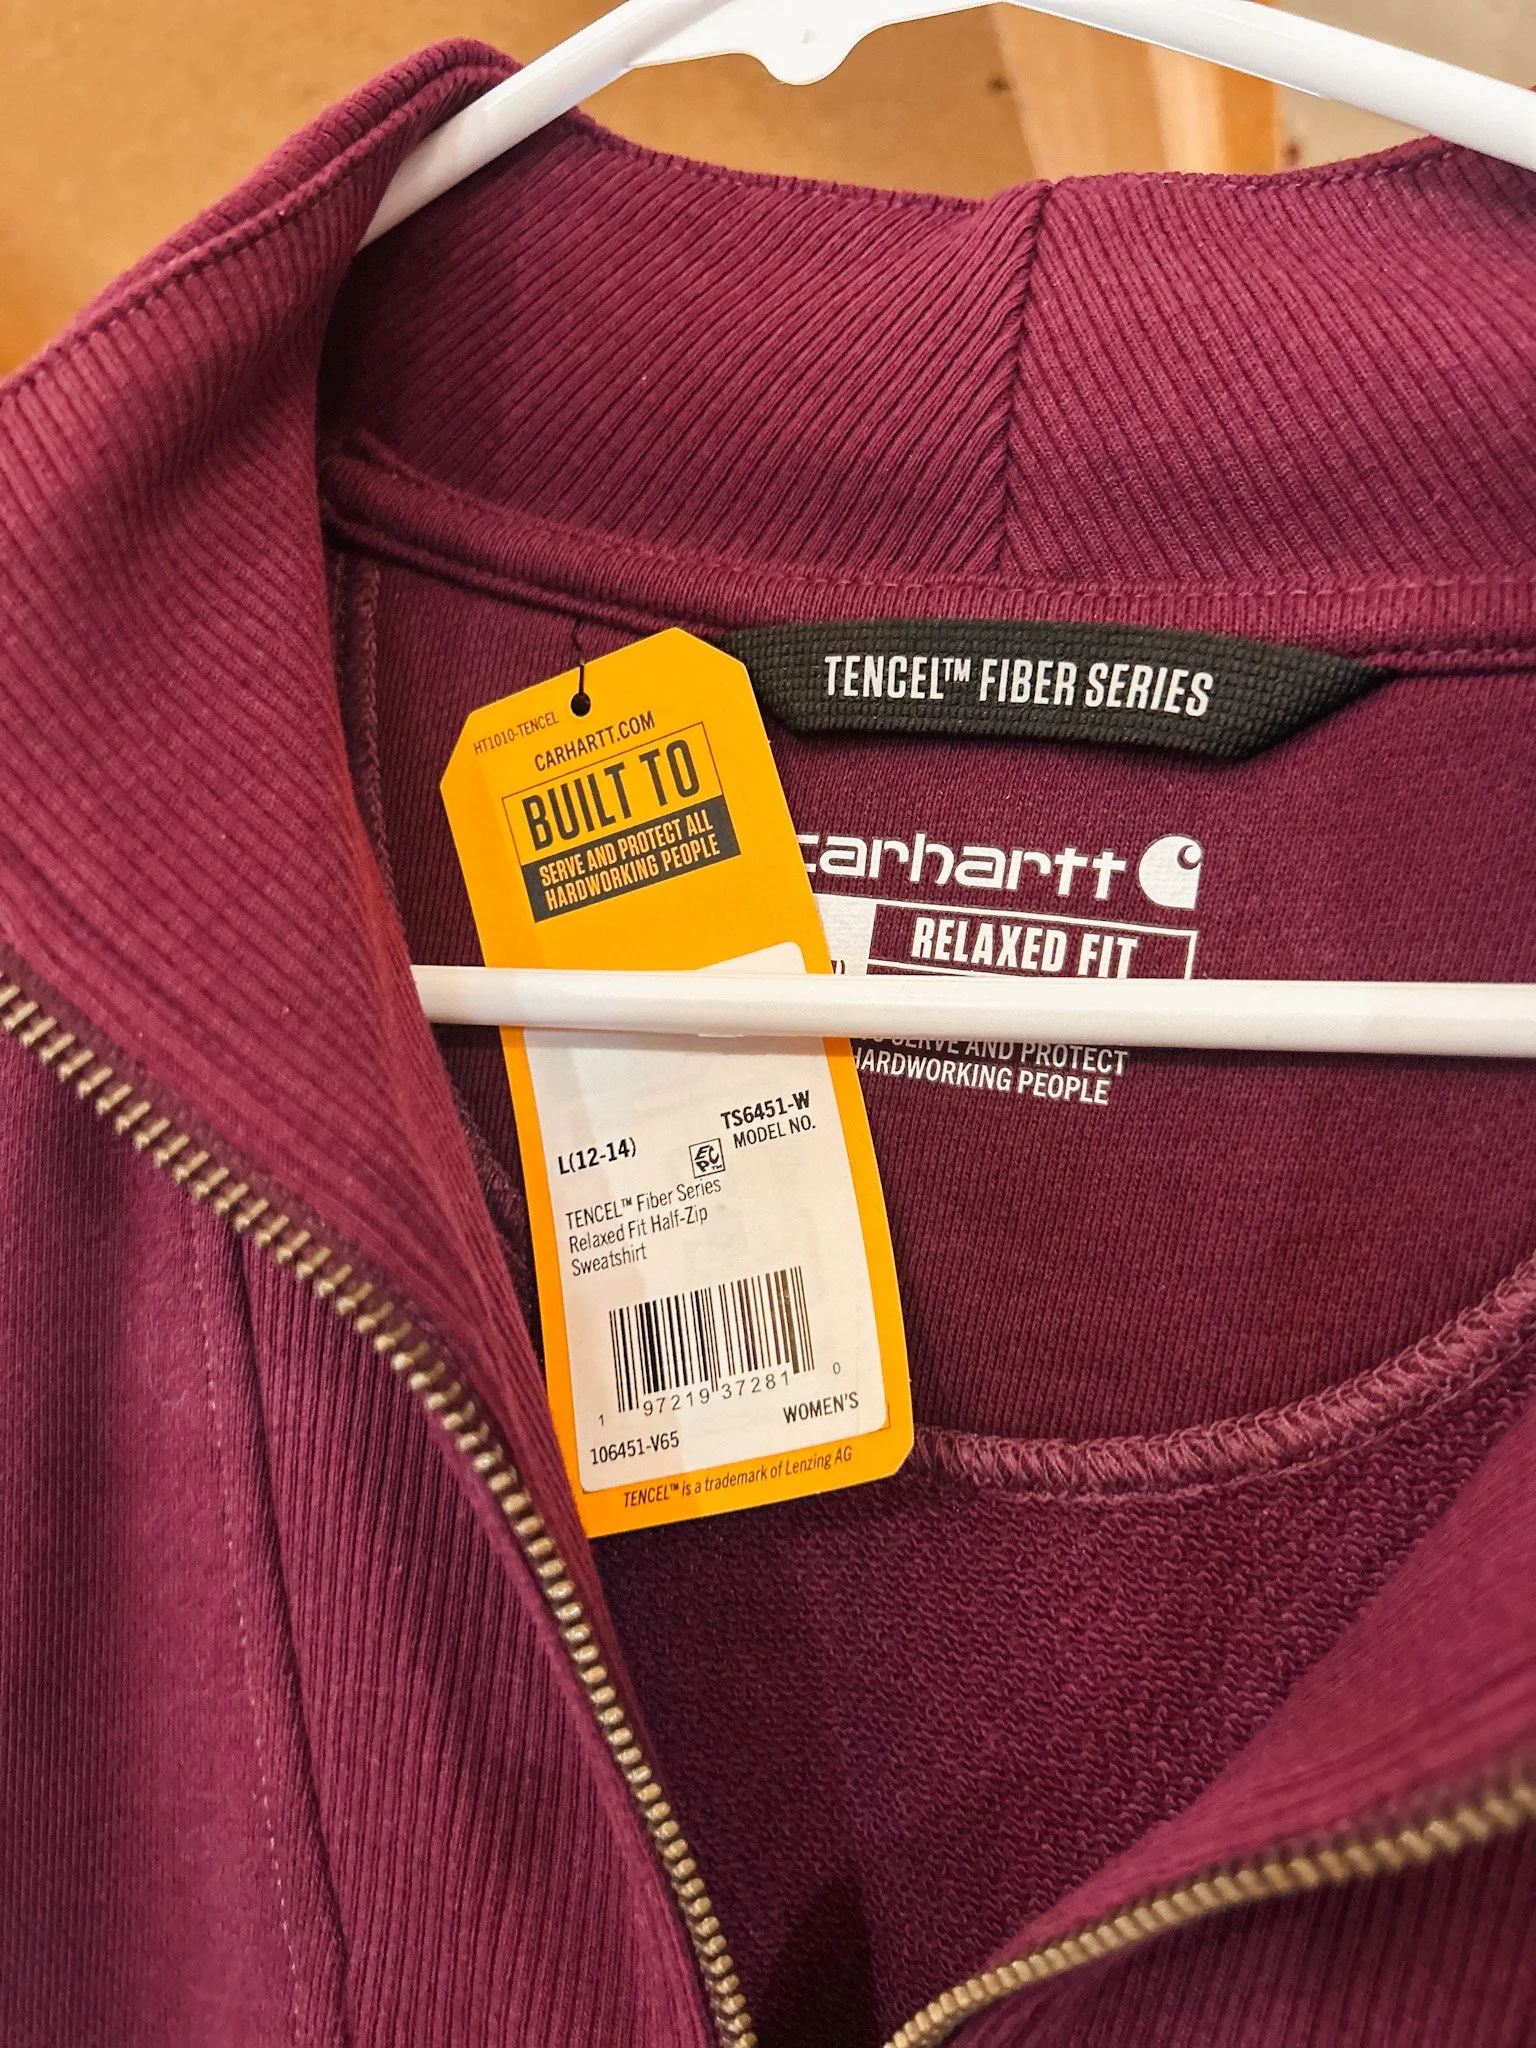 TENCEL™ FIBER SERIES
HT1010-TENCEL
CARHARTT.COM
BUILT TO
SERVE AND PROTECT ALL
HARDWORKING PEOPLE
carhartt
RELAXED FIT
SERVE AND PROTECT
HARDWORKING PEOPLE
TS6451-W
L(12-14)
EPC™
MODEL NO.
TENCEL™ Fiber Series
Relaxed Fit Half-Zip
Sweatshirt
1 97219 37281 0
WOMEN'S
106451-V65
TENCEL™ is a trademark of Lenzing AG